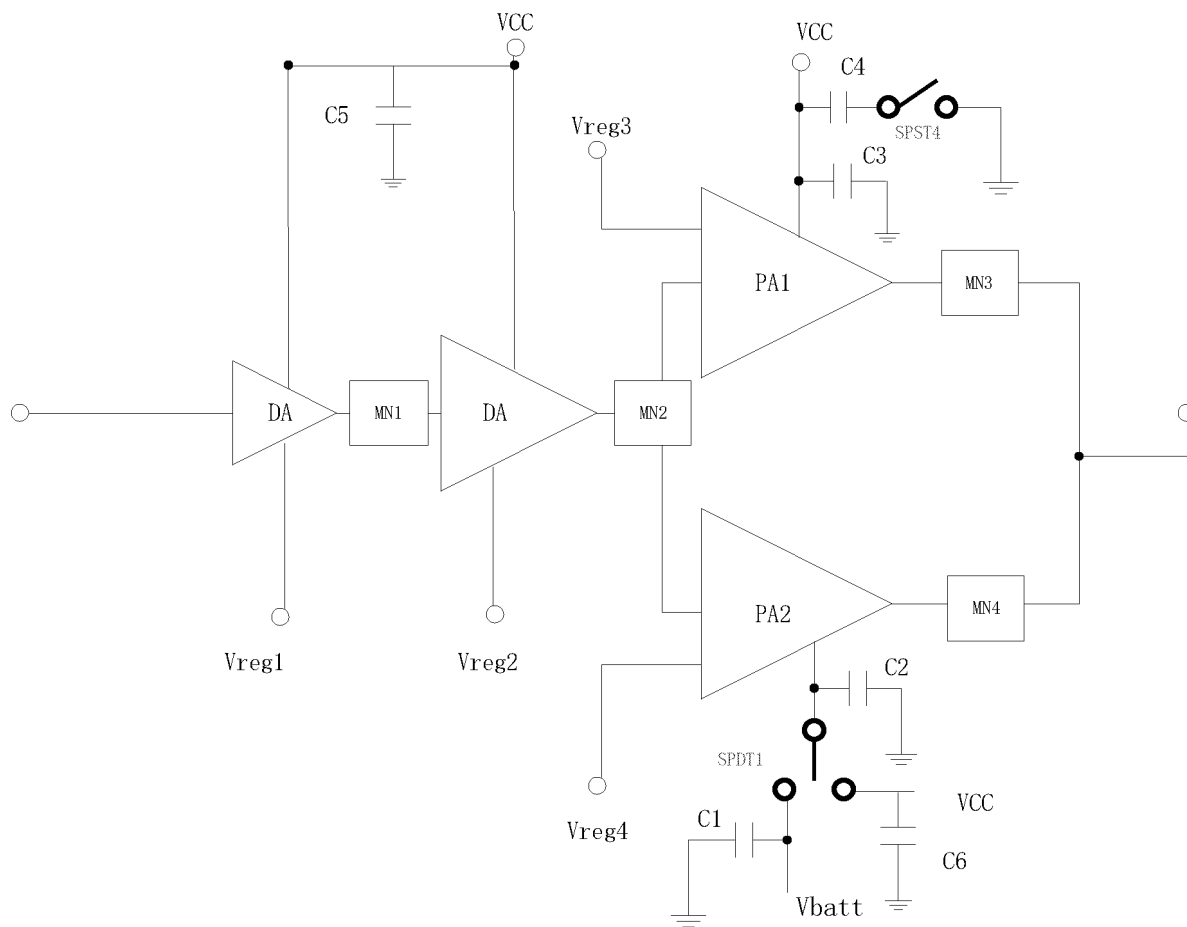 VCC
VCC
C4
C5
SPST4
Vreg3
C3
PA1
MN3
DA
MN1
DA
MN2
PA2
MN4
Vreg1
Vreg2
C2
SPDT1
VCC
Vreg4
C1
C6
Vbatt